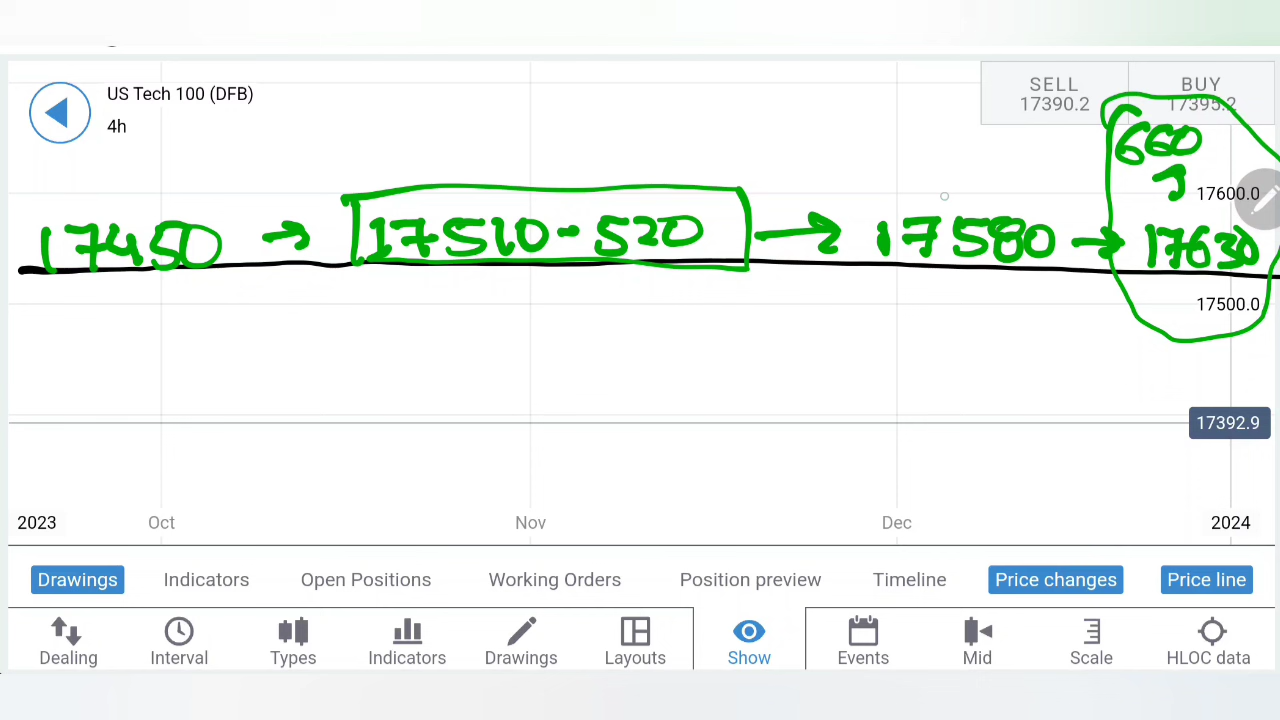 US Tech 100 (DFB)
4h
SELL
17390.2
BUY
17395.2
660
17600.0
17450 → 17510-520 → 17580 → 17630
17500.0
17392.9
2023 Oct Nov Dec 2024
Drawings Indicators Open Positions Working Orders Position preview Timeline Price changes Price line
Dealing Interval Types Indicators Drawings Layouts Show Events Mid Scale HLOC data